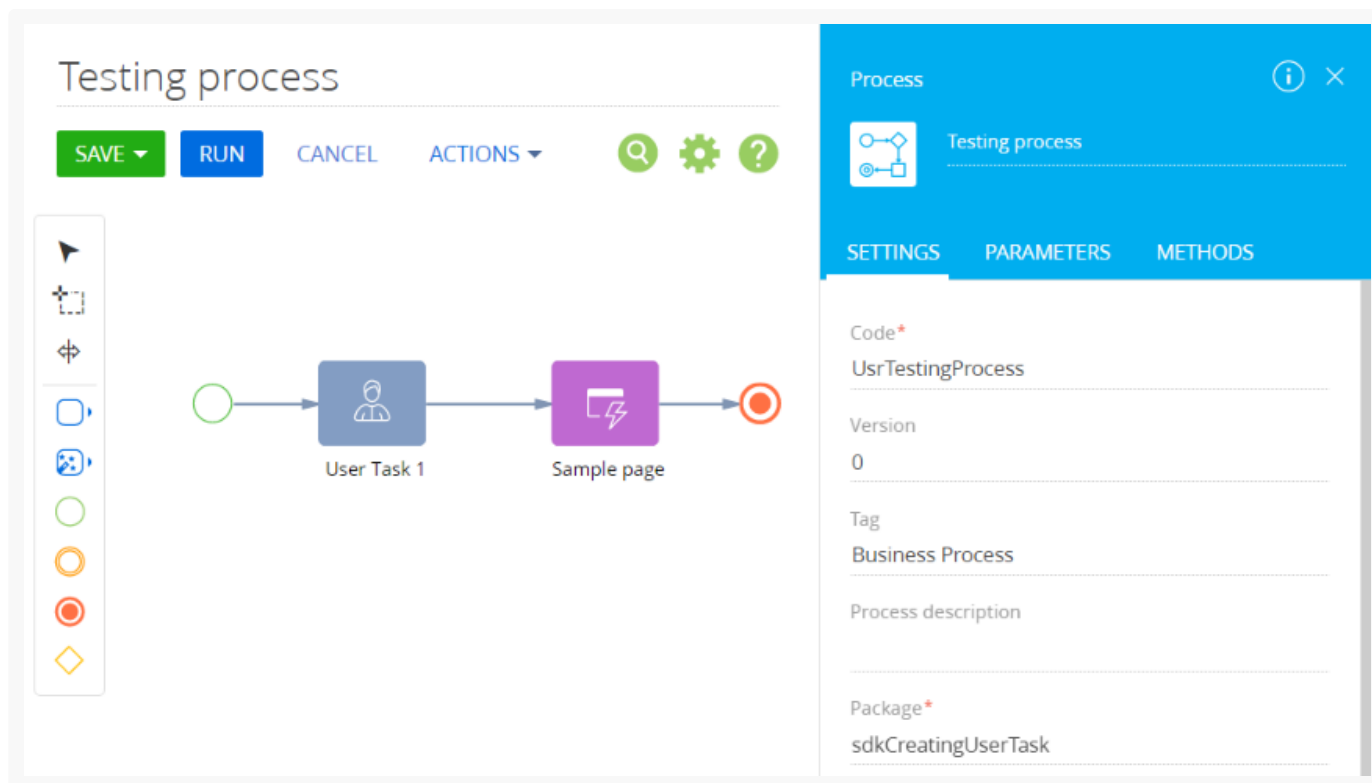 Testing process
SAVE
RUN
CANCEL
ACTIONS
User Task 1
Sample page
Process
Testing process
SETTINGS
PARAMETERS
METHODS
Code*
UsrTestingProcess
Version
0
Tag
Business Process
Process description
Package*
sdkCreatingUserTask